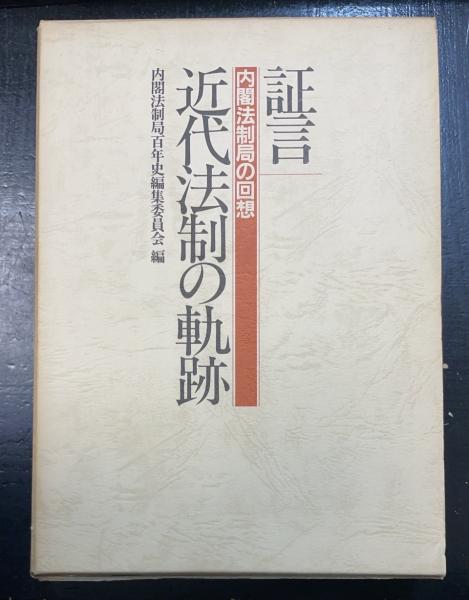 証言
内閣法制局の回想
近代法制の軌跡
内閣法制局百年史編集委員会 編